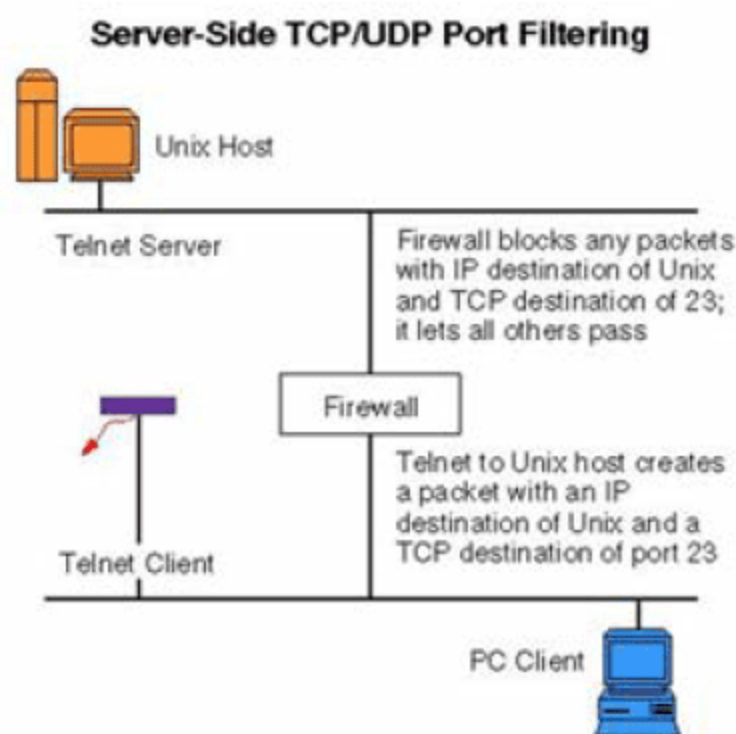 Server-Side TCP/UDP Port Filtering
Unix Host
Telnet Server
Firewall blocks any packets
with IP destination of Unix
and TCP destination of 23;
it lets all others pass
Firewall
Telnet to Unix host creates
a packet with an IP
destination of Unix and a
TCP destination of port 23
Telnet Client
PC Client